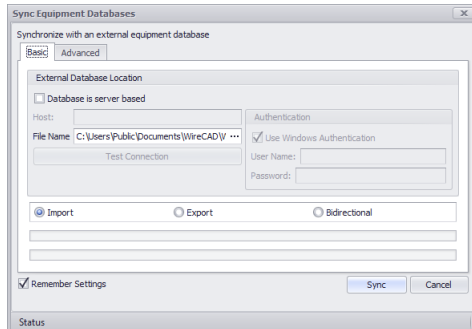 Sync Equipment Databases
Synchronize with an external equipment database
Basic Advanced
External Database Location
Database is server based
Host:
Authentication
File Name C:\Users\Public\Documents\WireCAD\ ...
Use Windows Authentication
Test Connection
User Name:
Password:
Import Export Bidirectional
Remember Settings
Sync Cancel
Status